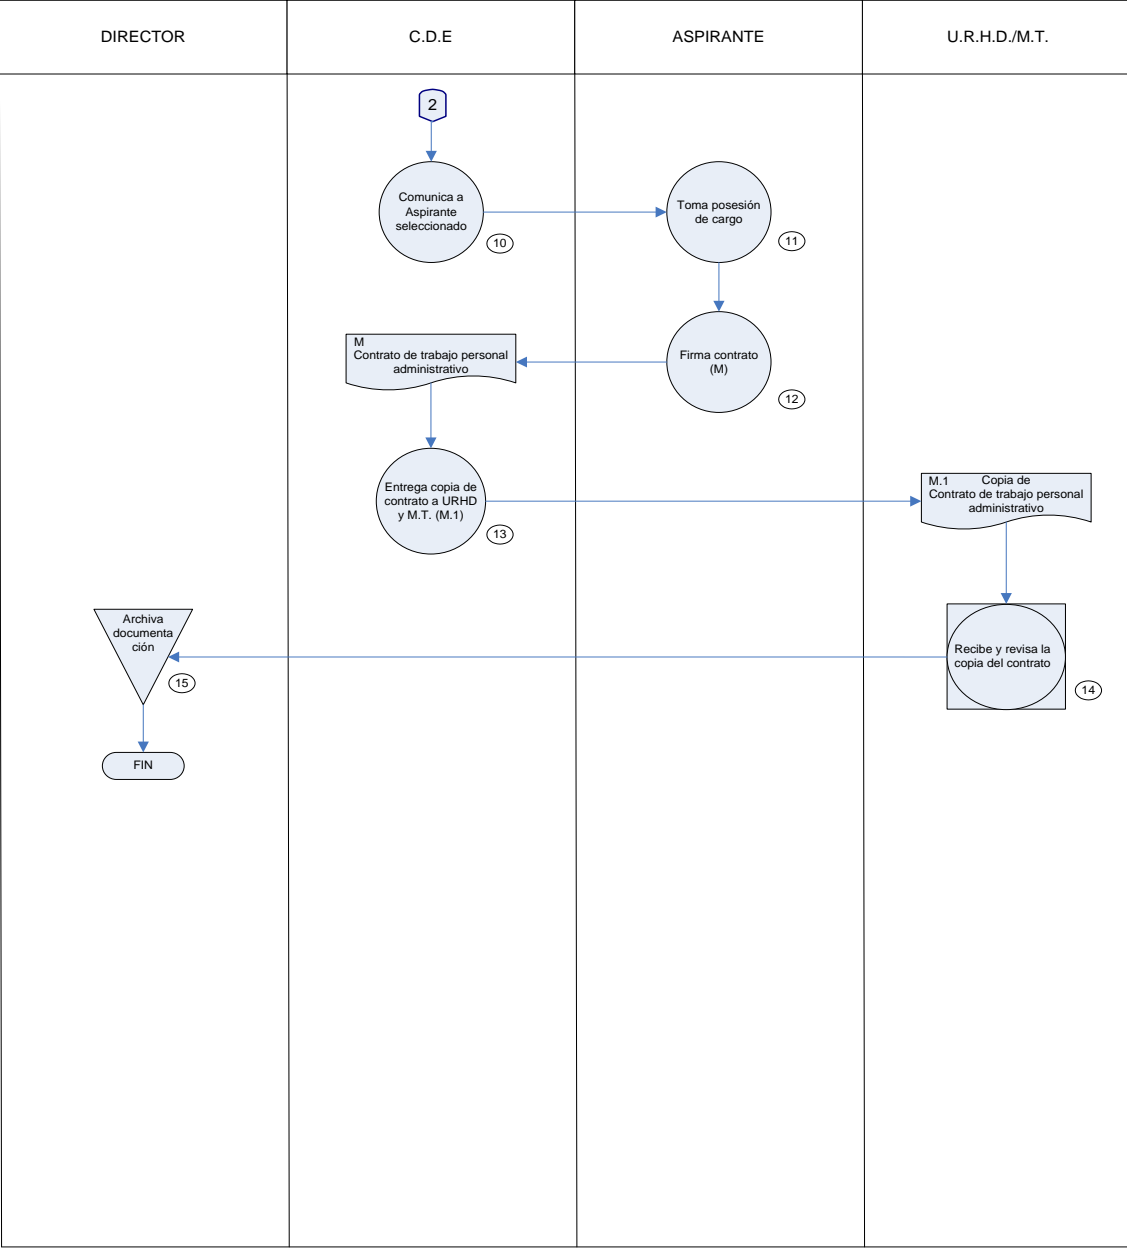 DIRECTOR
C.D.E
ASPIRANTE
U.R.H.D./M.T.
2
Comunica a
Aspirante
seleccionado
10
Toma posesión
de cargo
11
Firma contrato
(M)
12
M
Contrato de trabajo personal
administrativo
Entrega copia de
contrato a URHD
y M.T. (M.1)
13
M.1 Copia de
Contrato de trabajo personal
administrativo
Recibe y revisa la
copia del contrato
14
Archiva
documenta
ción
15
FIN